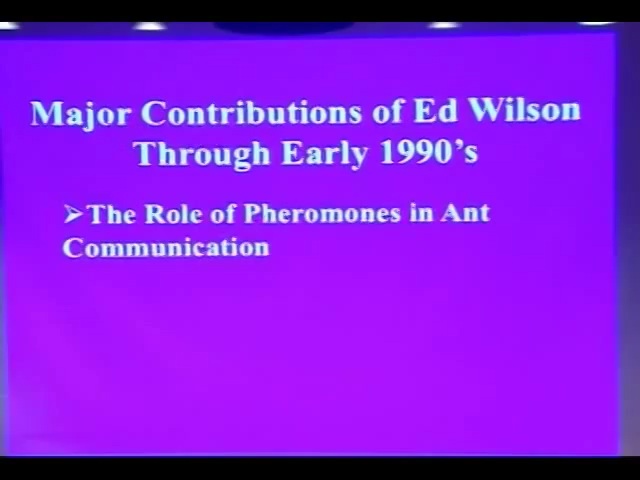 Major Contributions of Ed Wilson
Through Early 1990's
➢The Role of Pheromones in Ant
Communication